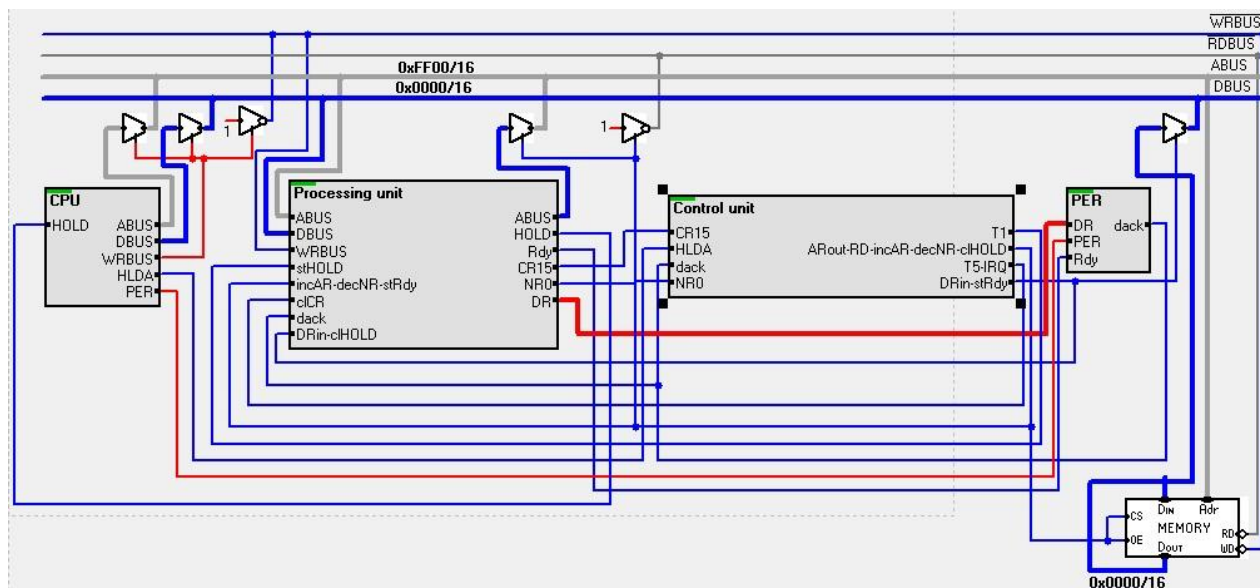 WRBUS
RDBUS
0xFF00/16
ABUS
0x0000/16
DBUS
1
1
CPU
HOLD
ABUS
DBUS
WRBUS
HLDA
PER
Processing unit
ABUS
DBUS
WRBUS
stHOLD
incAR-decNR-stRdy
clCR
dack
DRin-clHOLD
ABUS
HOLD
Rdy
CR15
NR0
DR
Control unit
CR15
HLDA
dack
NR0
T1
ARout-RD-incAR-decNR-clHOLD
T5-IRQ
DRin-stRdy
PER
DR
PER
Rdy
dack
DIN Adr
CS
MEMORY
OE
RD
WD
DOUT
0x0000/16